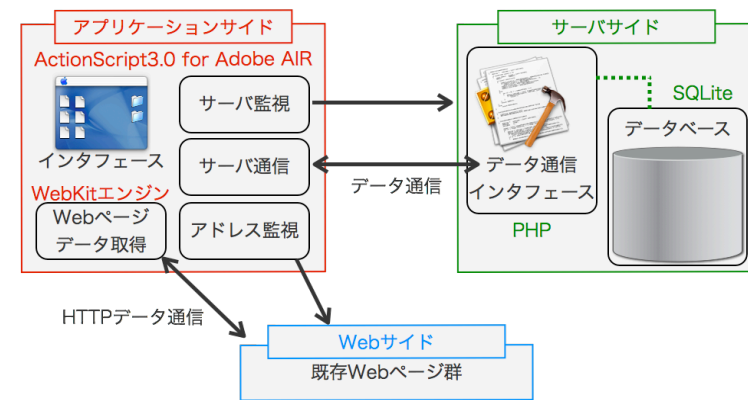 アプリケーションサイド
ActionScript3.0 for Adobe AIR
インタフェース
サーバ監視
サーバ通信
WebKitエンジン
Webページ
データ取得
アドレス監視
データ通信
HTTPデータ通信
サーバサイド
データ通信
インタフェース
PHP
SQLite
データベース
Webサイド
既存Webページ群